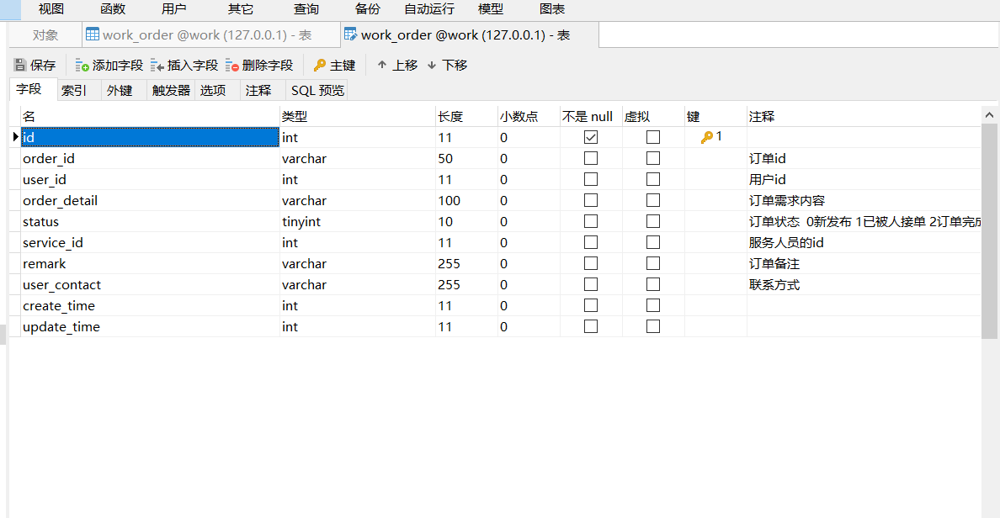 视图 函数 用户 其它 查询 备份 自动运行 模型 图表
对象 work_order @work (127.0.0.1) - 表 work_order @work (127.0.0.1) - 表
保存 添加字段 插入字段 删除字段 主键 上移 下移
字段 索引 外键 触发器 选项 注释 SQL 预览
名 类型 长度 小数点 不是 null 虚拟 键 注释
id int 11 0 1
order_id varchar 50 0 订单id
user_id int 11 0 用户id
order_detail varchar 100 0 订单需求内容
status tinyint 10 0 订单状态 0新发布 1已被人接单 2订单完成
service_id int 11 0 服务人员的id
remark varchar 255 0 订单备注
user_contact varchar 255 0 联系方式
create_time int 11 0
update_time int 11 0